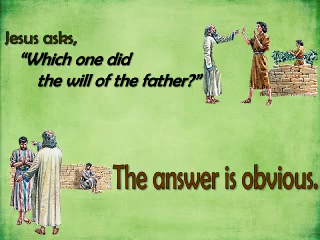 Jesus asks,
“Which one did
the will of the father?”
The answer is obvious.